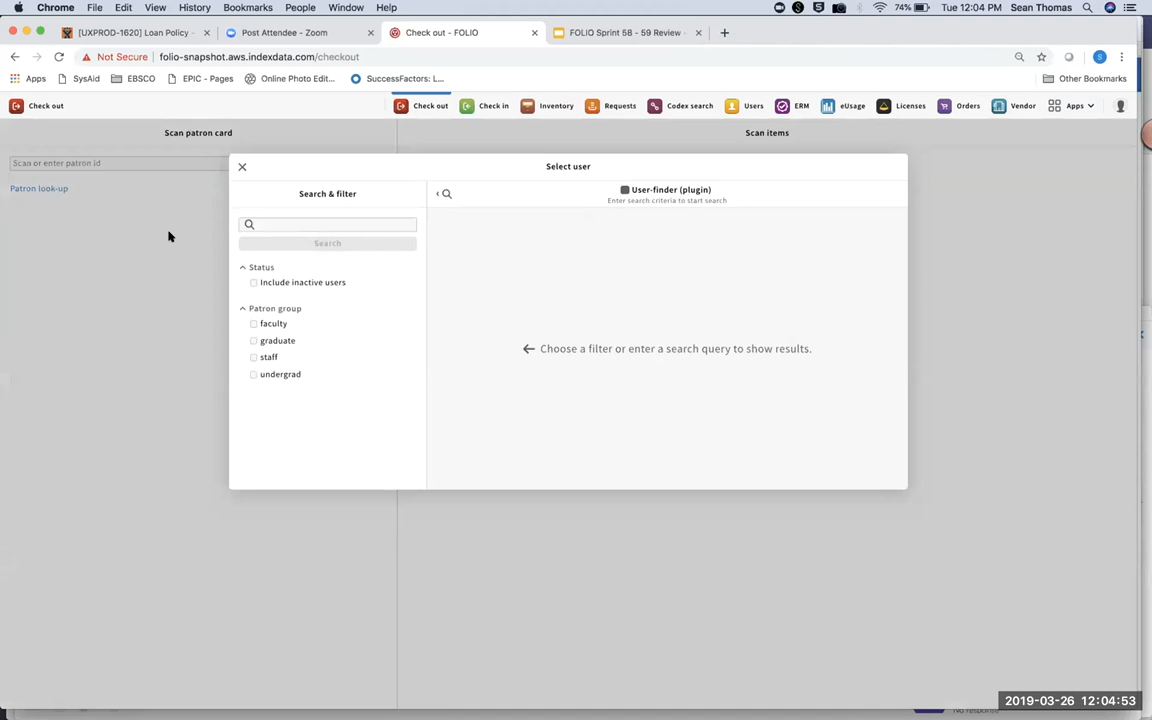 Chrome File Edit View History Bookmarks People Window Help 74% Tue 12:04 PM Sean Thomas
[UXPROD-1620] Loan Policy - × Post Attendee - Zoom × Check out - FOLIO × FOLIO Sprint 58 - 59 Review - × +
Not Secure folio-snapshot.aws.indexdata.com/checkout
Apps SysAid EBSCO EPIC - Pages Online Photo Edit... SuccessFactors: L... Other Bookmarks
Check out Check out Check in Inventory Requests Codex search Users ERM eUsage Licenses Orders Vendor Apps
Scan patron card Scan items
Scan or enter patron id
Patron look-up
Select user
Search & filter
User-finder (plugin)
Enter search criteria to start search
Search
Status
Include inactive users
Patron group
faculty
graduate
staff
undergrad
Choose a filter or enter a search query to show results.
2019-03-26 12:04:53
No response